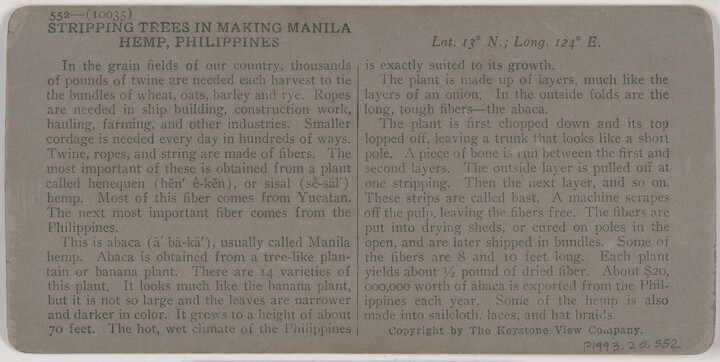 552—(10035)
STRIPPING TREES IN MAKING MANILA
HEMP, PHILIPPINES
In the grain fields of our country, thousands
of pounds of twine are needed each harvest to tie
the bundles of wheat, oats, barley and rye. Ropes
are needed in ship building, construction work,
hauling, farming, and other industries. Smaller
cordage is needed every day in hundreds of ways.
Twine, ropes, and string are made of fibers. The
most important of these is obtained from a plant
called henequen (hĕn′ ê-kĕn), or sisal (sê-säl′)
hemp. Most of this fiber comes from Yucatan.
The next most important fiber comes from the
Philippines.
This is abaca (ä′ bä-kä′), usually called Manila
hemp. Abaca is obtained from a tree-like plan-
tain or banana plant. There are 14 varieties of
this plant. It looks much like the banana plant,
but it is not so large and the leaves are narrower
and darker in color. It grows to a height of about
70 feet. The hot, wet climate of the Philippines
Lat. 13° N.; Long. 124° E.
is exactly suited to its growth.
The plant is made up of layers, much like the
layers of an onion. In the outside folds are the
long, tough fibers—the abaca.
The plant is first chopped down and its top
lopped off, leaving a trunk that looks like a short
pole. A piece of bone is run between the first and
second layers. The outside layer is pulled off at
one stripping. Then the next layer, and so on.
These strips are called bast. A machine scrapes
off the pulp, leaving the fibers free. The fibers are
put into drying sheds, or cured on poles in the
open, and are later shipped in bundles. Some of
the fibers are 8 and 10 feet long. Each plant
yields about ½ pound of dried fiber. About $20,
000,000 worth of abaca is exported from the Phil-
ippines each year. Some of the hemp is also
made into sailcloth, laces, and hat braids.
Copyright by The Keystone View Company.
P1993.20.552